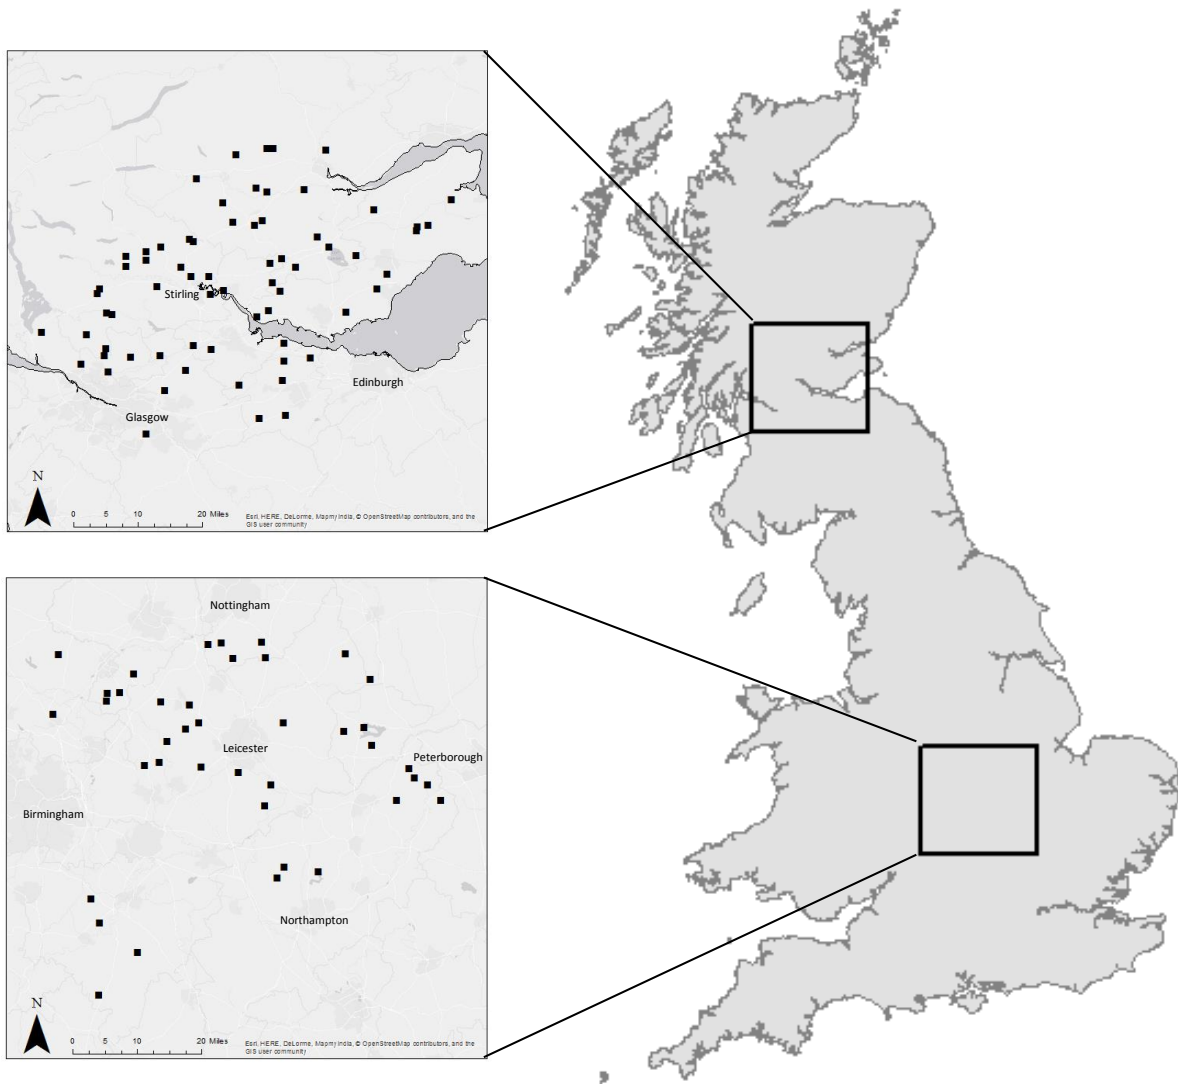 Stirling
Edinburgh
Glasgow
N
0 5 10 20 Miles
Esri, HERE, DeLorme, MapmyIndia, © OpenStreetMap contributors, and the
GIS user community
Nottingham
Leicester
Peterborough
Birmingham
Northampton
N
0 5 10 20 Miles
Esri, HERE, DeLorme, MapmyIndia, © OpenStreetMap contributors, and the
GIS user community